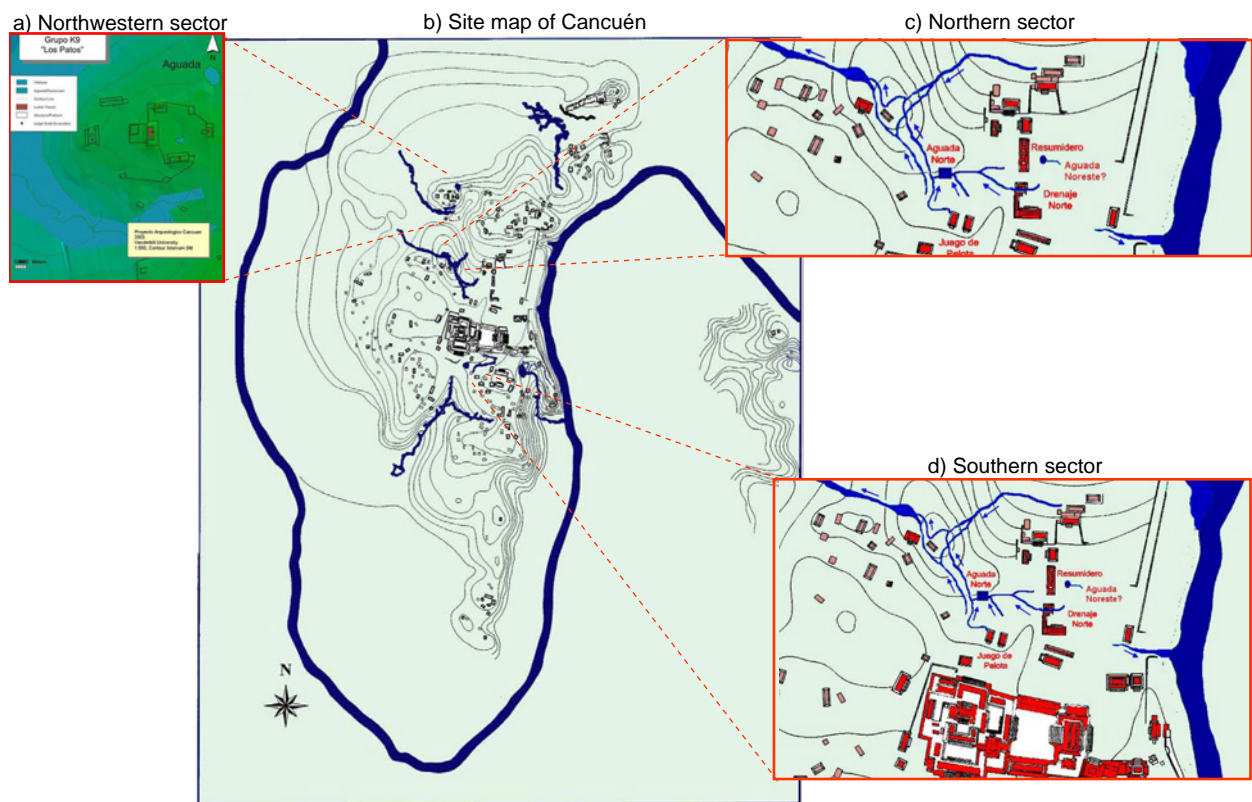 a) Northwestern sector
b) Site map of Cancuén
c) Northern sector
Grupo K9
"Los Patos"
N
Aguada
Proyecto Arqueologico Cancuen
2003
Vanderbilt University
Aguada
Norte
Resumidero
Aguada
Noreste?
Drenaje
Norte
Juego de
Pelota
N
d) Southern sector
Aguada
Norte
Resumidero
Aguada
Noreste?
Drenaje
Norte
Juego de
Pelota